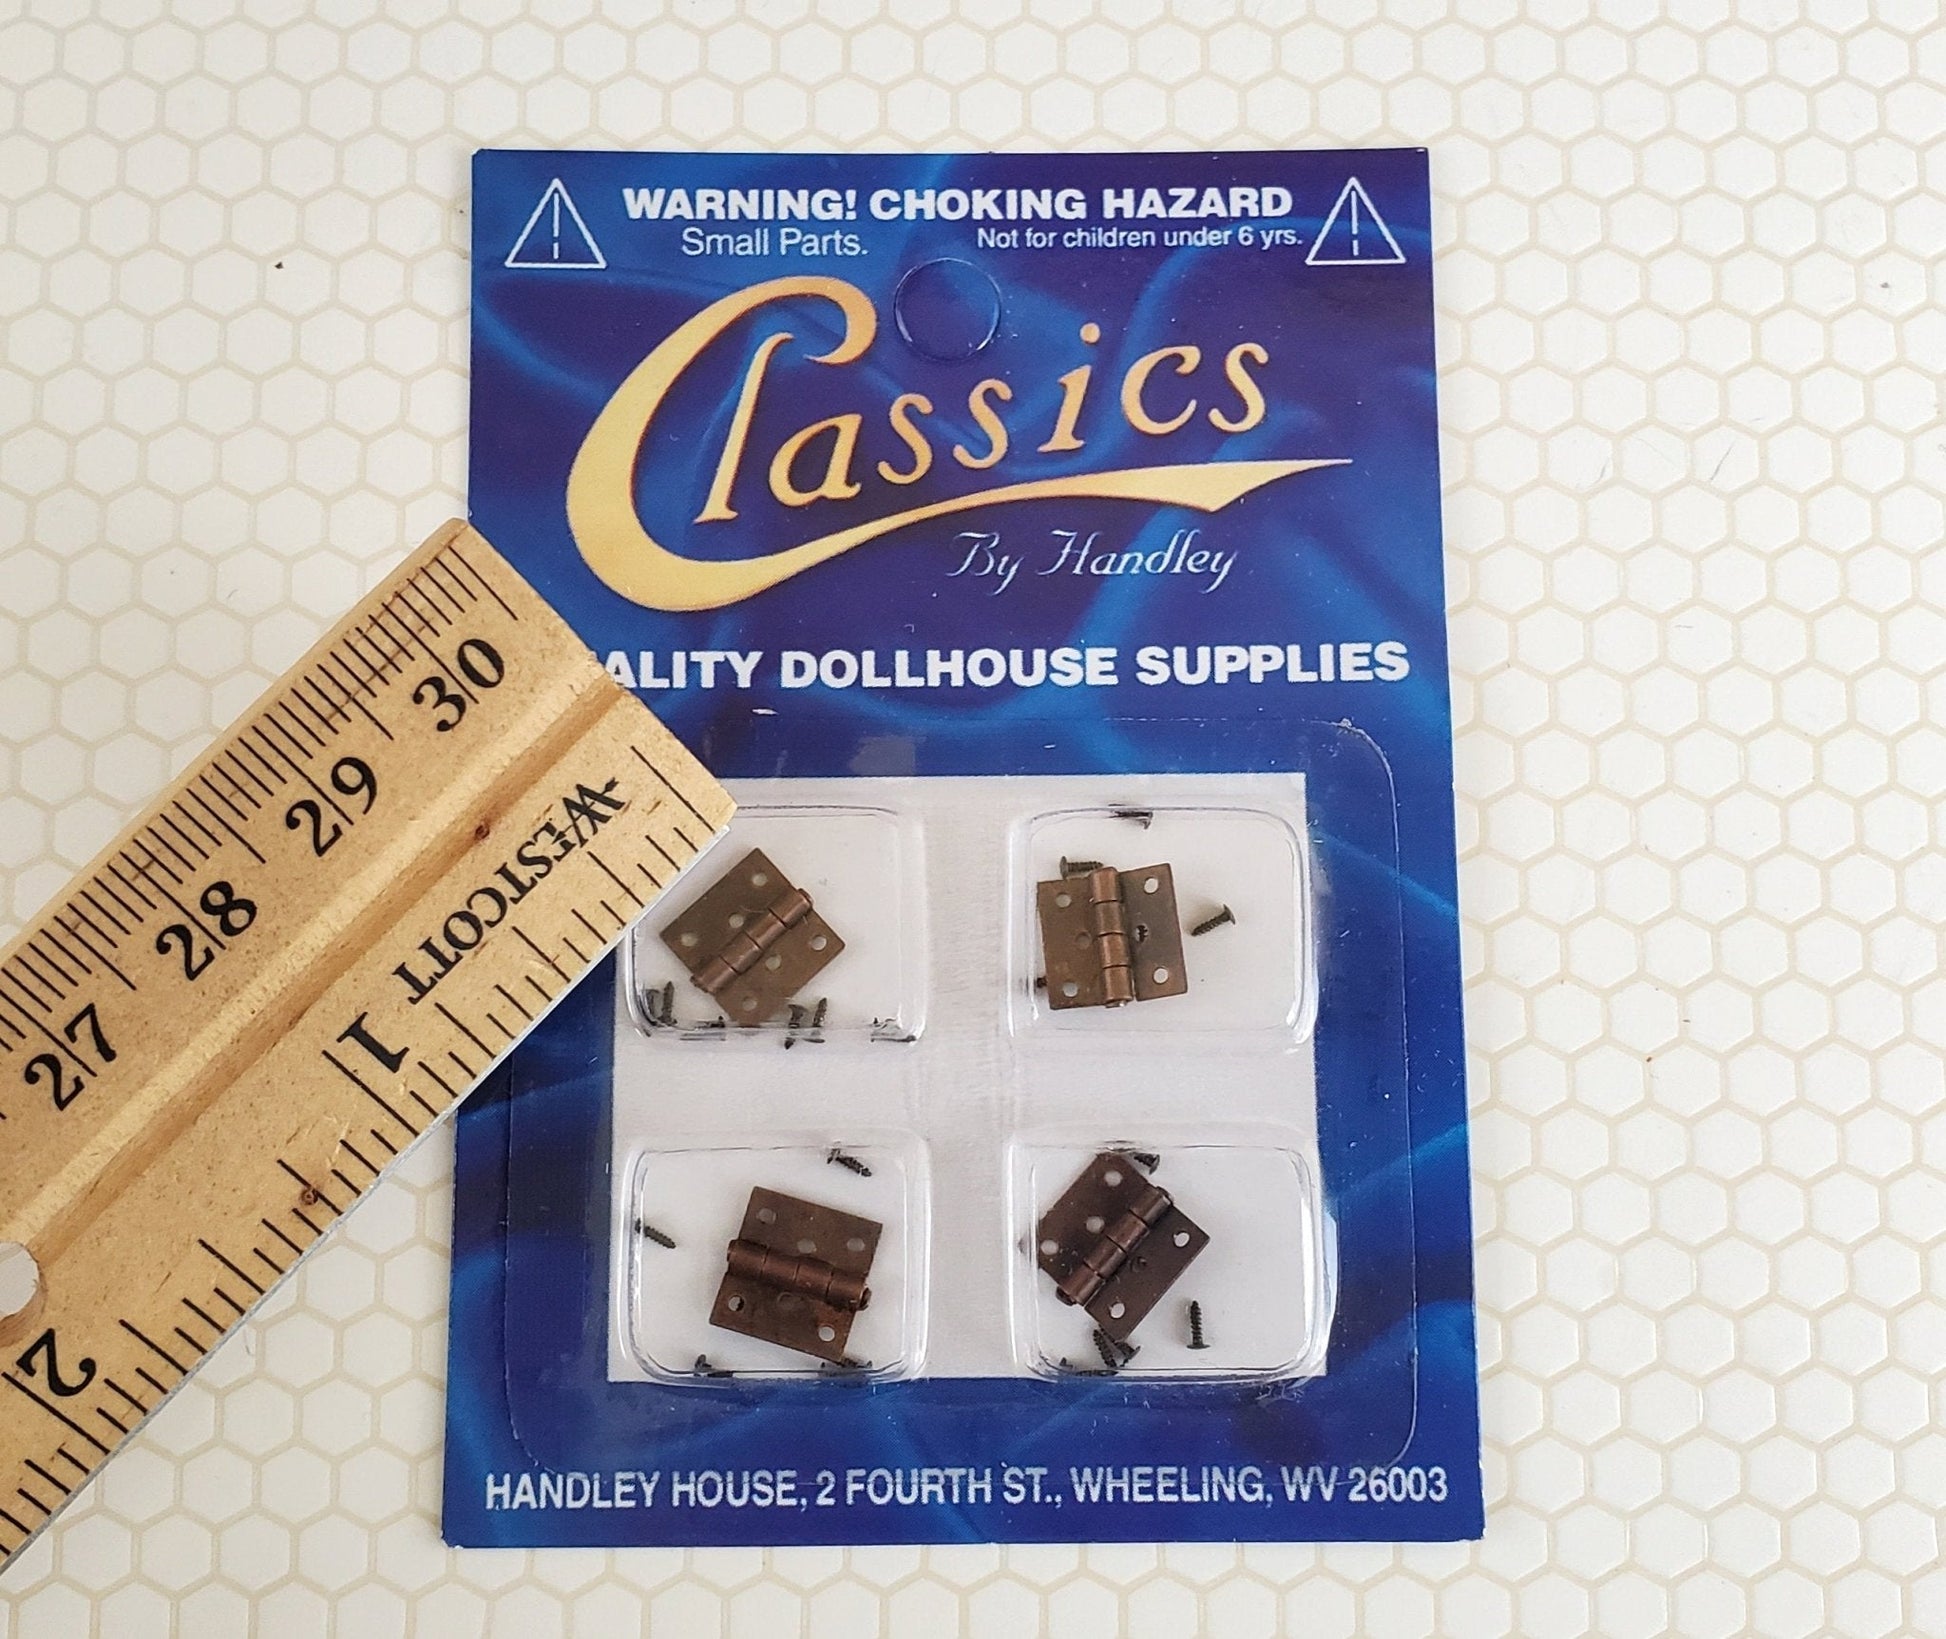 WARNING! CHOKING HAZARD
Small Parts. Not for children under 6 yrs.
Classics
By Handley
ALITY DOLLHOUSE SUPPLIES
30
29
28
27
WESTCOTT
1
2
HANDLEY HOUSE, 2 FOURTH ST., WHEELING, WV 26003